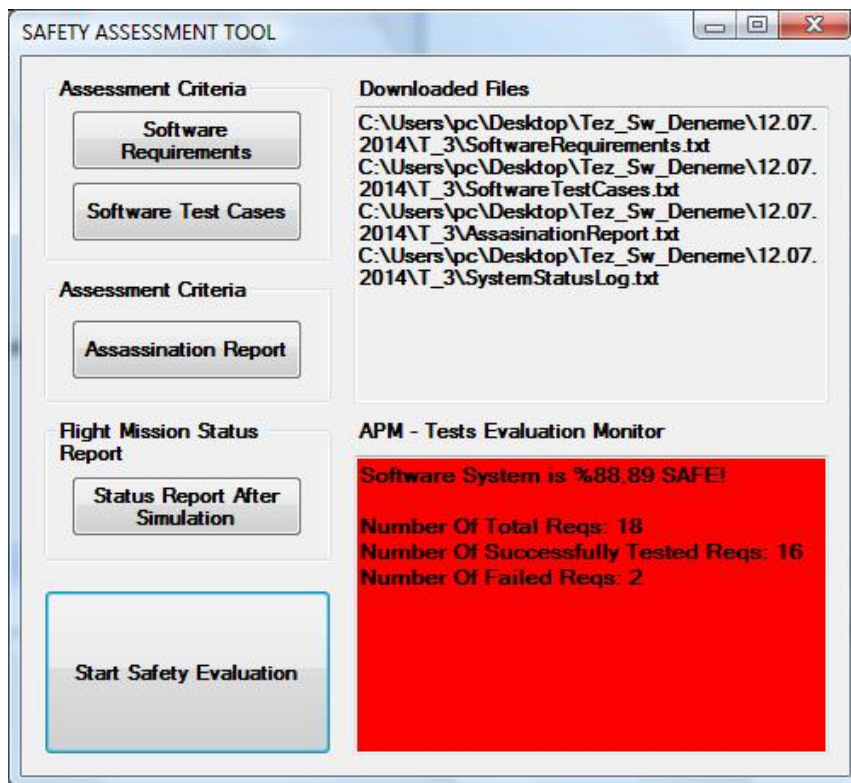 SAFETY ASSESSMENT TOOL
Assessment Criteria
Software
Requirements
Software Test Cases
Assessment Criteria
Assassination Report
Flight Mission Status
Report
Status Report After
Simulation
Start Safety Evaluation
Downloaded Files
C:\Users\pc\Desktop\Tez_Sw_Deneme\12.07.
2014\T_3\SoftwareRequirements.txt
C:\Users\pc\Desktop\Tez_Sw_Deneme\12.07.
2014\T_3\SoftwareTestCases.txt
C:\Users\pc\Desktop\Tez_Sw_Deneme\12.07.
2014\T_3\AssasinationReport.txt
C:\Users\pc\Desktop\Tez_Sw_Deneme\12.07.
2014\T_3\SystemStatusLog.txt
APM - Tests Evaluation Monitor
Software System is %88,89 SAFE!
Number Of Total Reqs: 18
Number Of Successfully Tested Reqs: 16
Number Of Failed Reqs: 2